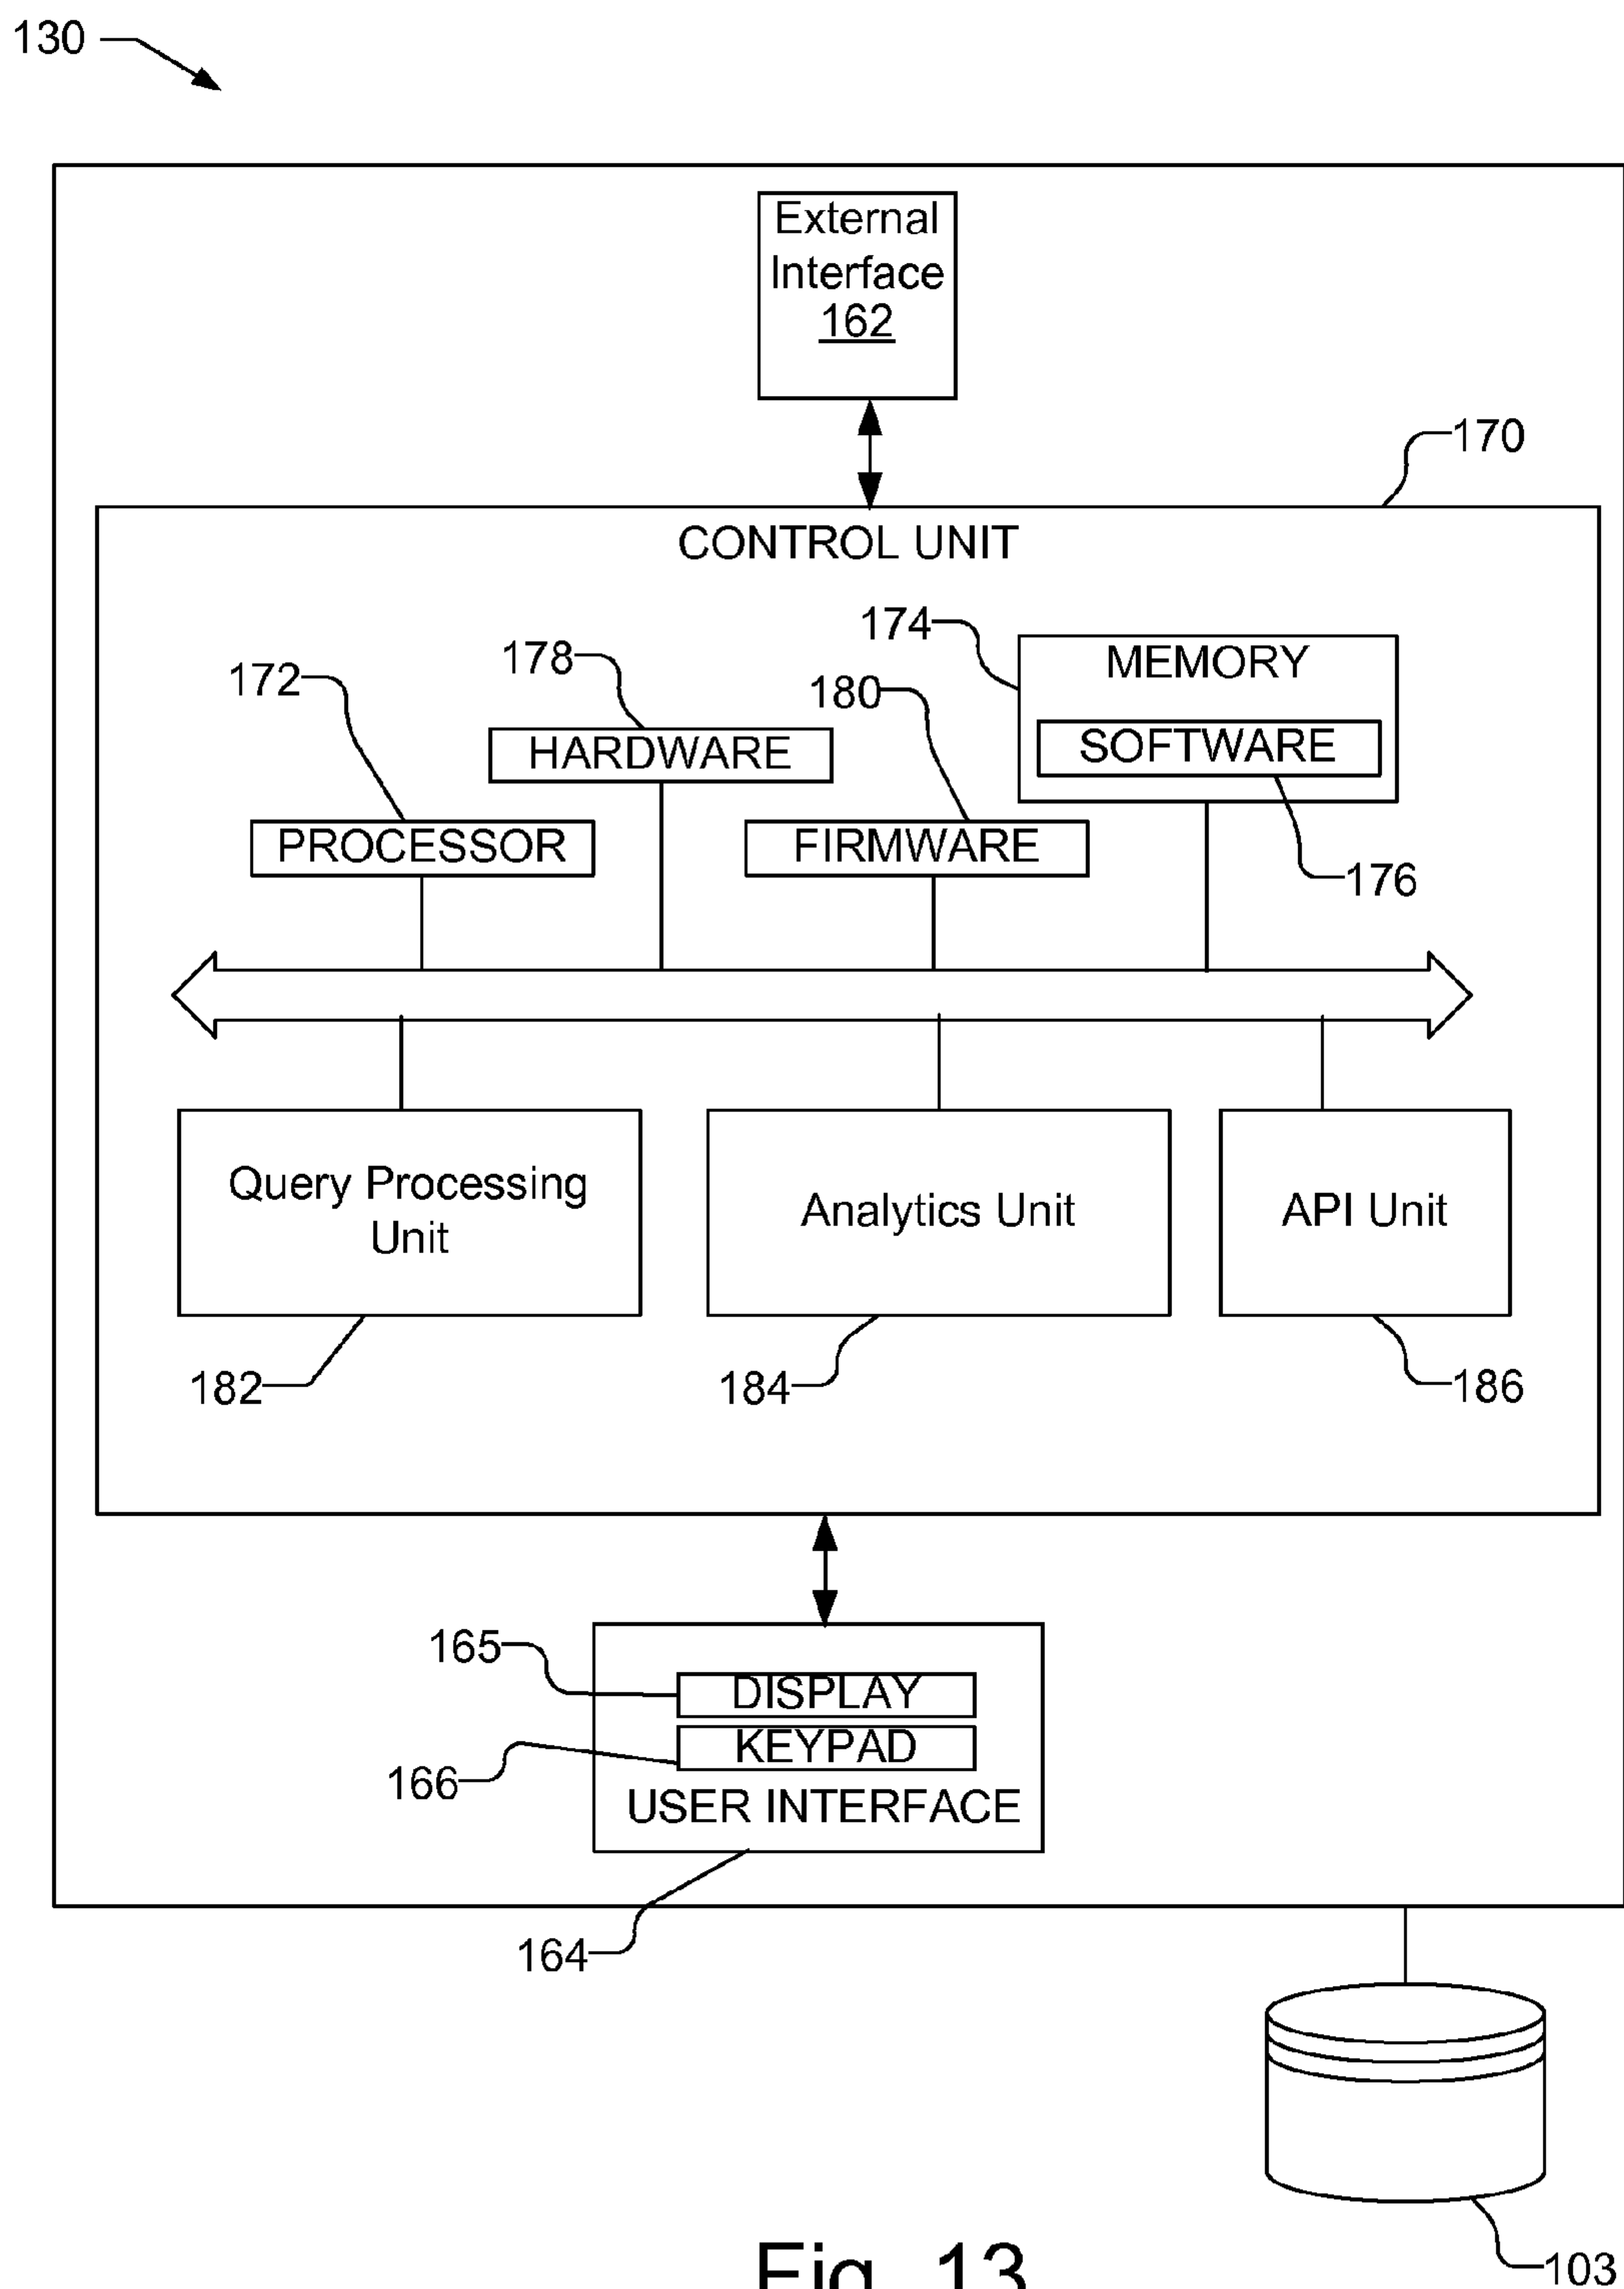 130
External
Interface
162
170
CONTROL UNIT
174
MEMORY
178
172
180
SOFTWARE
HARDWARE
PROCESSOR
FIRMWARE
176
Query Processing
Unit
Analytics Unit
API Unit
182
184
186
165
DISPLAY
KEYPAD
166
USER INTERFACE
164
103
Fig. 13